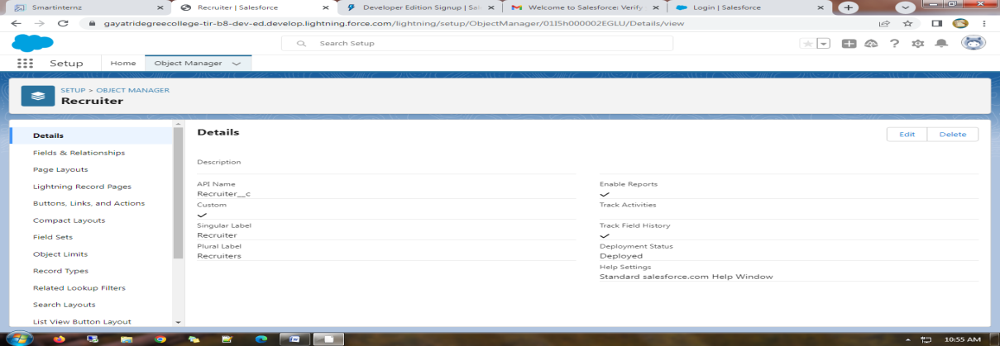 Smartinternz
Recruiter | Salesforce
Developer Edition Signup | Sal
Welcome to Salesforce: Verify
Login | Salesforce
gayatridegreecollege-tir-b8-dev-ed.develop.lightning.force.com/lightning/setup/ObjectManager/01I5h000002EGLU/Details/view
Search Setup
Setup
Home
Object Manager
SETUP > OBJECT MANAGER
Recruiter
Details
Fields & Relationships
Page Layouts
Lightning Record Pages
Buttons, Links, and Actions
Compact Layouts
Field Sets
Object Limits
Record Types
Related Lookup Filters
Search Layouts
List View Button Layout
Details
Edit
Delete
Description
API Name
Recruiter__c
Custom
Singular Label
Recruiter
Plural Label
Recruiters
Enable Reports
Track Activities
Track Field History
Deployment Status
Deployed
Help Settings
Standard salesforce.com Help Window
10:55 AM